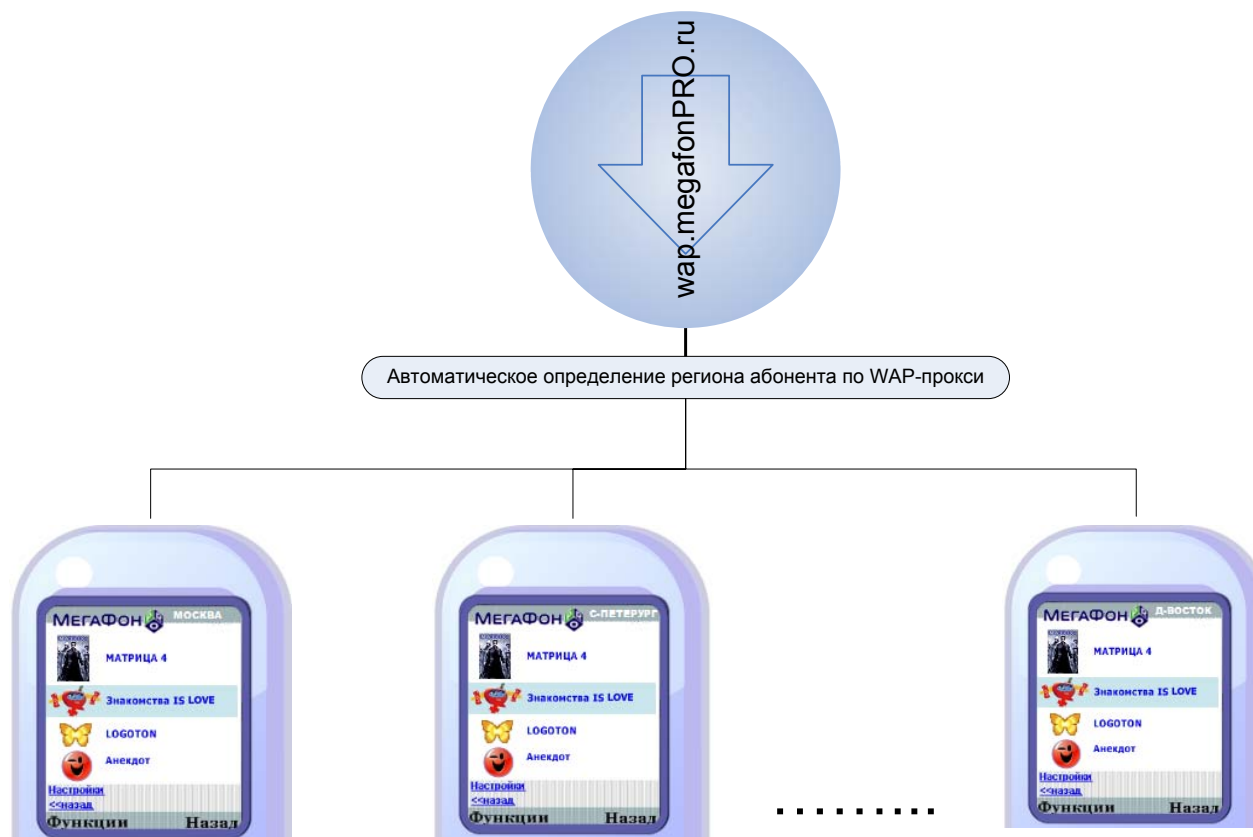 wap.megafonPRO.ru
Автоматическое определение региона абонента по WAP-прокси
МЕГАФОН МОСКВА
МАТРИЦА 4
Знакомства IS LOVE
LOGOTON
Анекдот
Настройки
<<назад
Функции Назад
МЕГАФОН С-ПЕТЕРУРГ
МАТРИЦА 4
Знакомства IS LOVE
LOGOTON
Анекдот
Настройки
<<назад
Функции Назад
.........
МЕГАФОН Д-ВОСТОК
МАТРИЦА 4
Знакомства IS LOVE
LOGOTON
Анекдот
Настройки
<<назад
Функции Назад